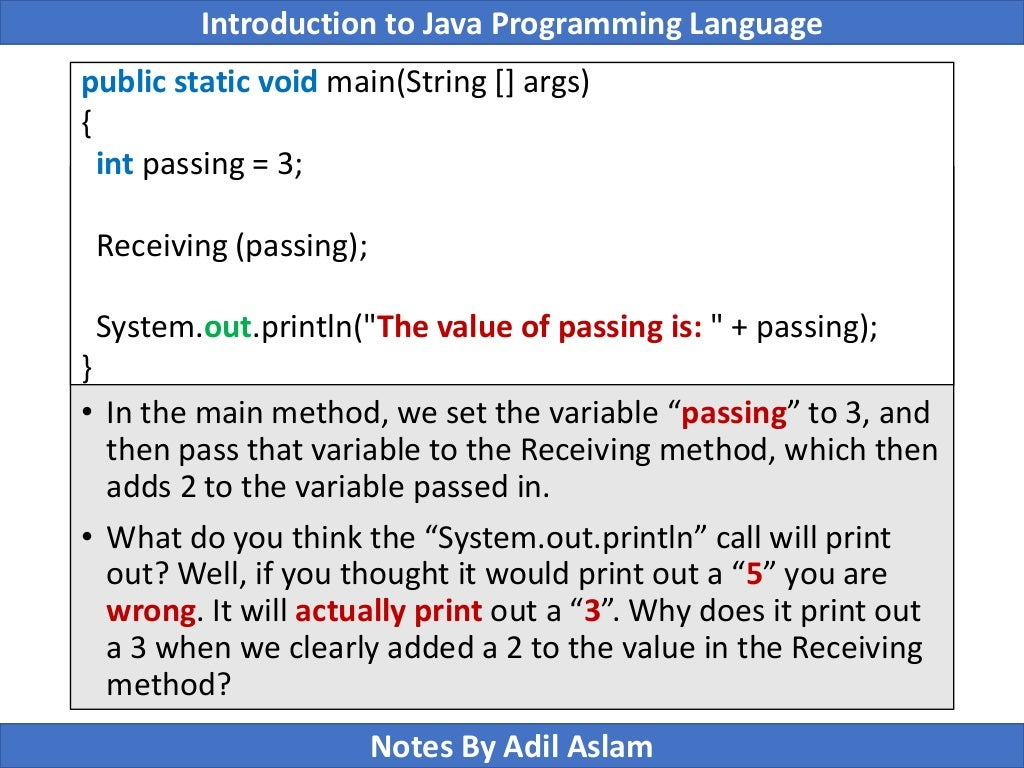 Introduction to Java Programming Language
public static void main(String [] args)
{
int passing = 3;
Receiving (passing);
System.out.println("The value of passing is: " + passing);
}
• In the main method, we set the variable “passing” to 3, and
then pass that variable to the Receiving method, which then
adds 2 to the variable passed in.
• What do you think the “System.out.println” call will print
out? Well, if you thought it would print out a “5” you are
wrong. It will actually print out a “3”. Why does it print out
a 3 when we clearly added a 2 to the value in the Receiving
method?
Notes By Adil Aslam